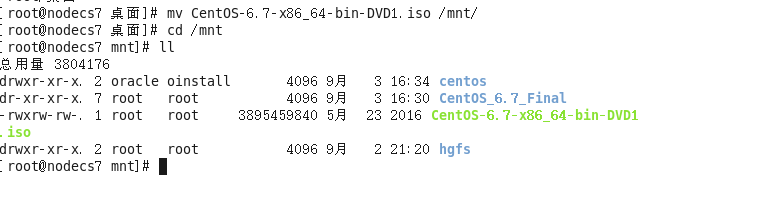 [ root@nodecs7 桌面]# mv CentOS-6.7-x86_64-bin-DVD1.iso /mnt/
[ root@nodecs7 桌面]# cd /mnt
[ root@nodecs7 mnt]# ll
总用量 3804176
drwxr-xr-x. 2 oracle oinstall 4096 9月 3 16:34 centos
dr-xr-xr-x. 7 root root 4096 9月 3 16:30 CentOS_6.7_Final
-rwxrw-rw-. 1 root root 3895459840 5月 23 2016 CentOS-6.7-x86_64-bin-DVD1
.iso
drwxr-xr-x. 2 root root 4096 9月 2 21:20 hgfs
[ root@nodecs7 mnt]#